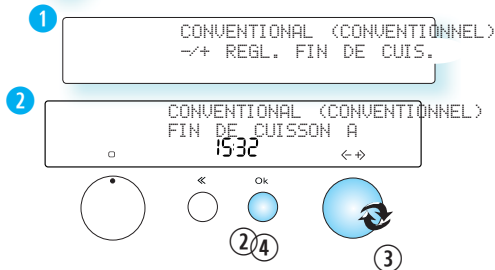 1
CONVENTIONAL (CONVENTIONNEL)
-/+ REGL. FIN DE CUIS.
2
CONVENTIONAL (CONVENTIONNEL)
FIN DE CUISSON A
15:32
<- +>
« Ok
2 4
3